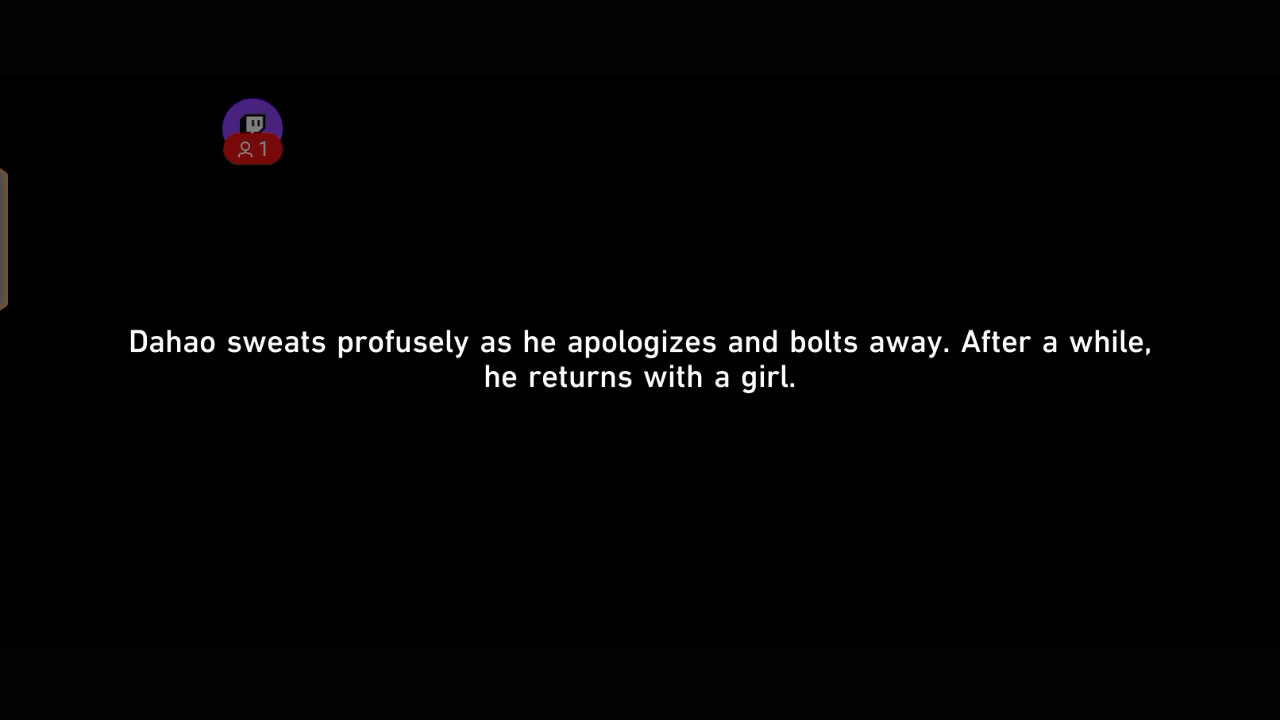 1
Dahao sweats profusely as he apologizes and bolts away. After a while,
he returns with a girl.